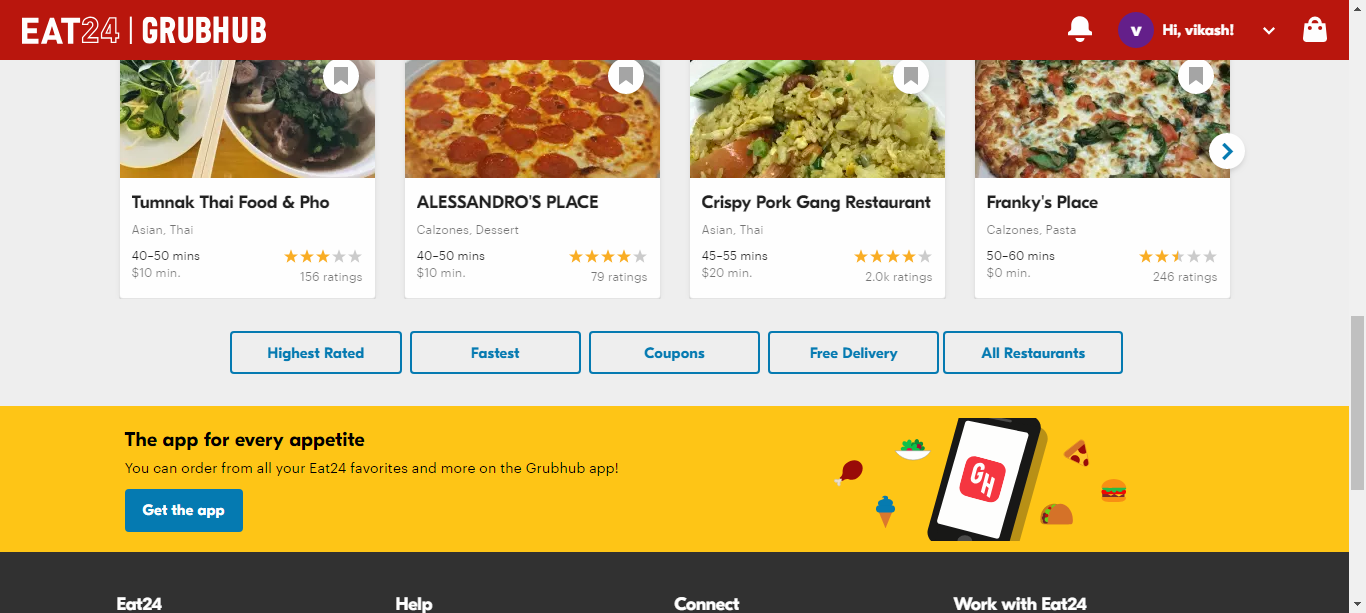 EAT24 | GRUBHUB
v
Hi, vikash!
Tumnak Thai Food & Pho
Asian, Thai
40–50 mins
$10 min.
156 ratings
ALESSANDRO'S PLACE
Calzones, Dessert
40–50 mins
$10 min.
79 ratings
Crispy Pork Gang Restaurant
Asian, Thai
45–55 mins
$20 min.
2.0k ratings
Franky's Place
Calzones, Pasta
50–60 mins
$0 min.
246 ratings
Highest Rated
Fastest
Coupons
Free Delivery
All Restaurants
The app for every appetite
You can order from all your Eat24 favorites and more on the Grubhub app!
Get the app
GH
Eat24
Help
Connect
Work with Eat24